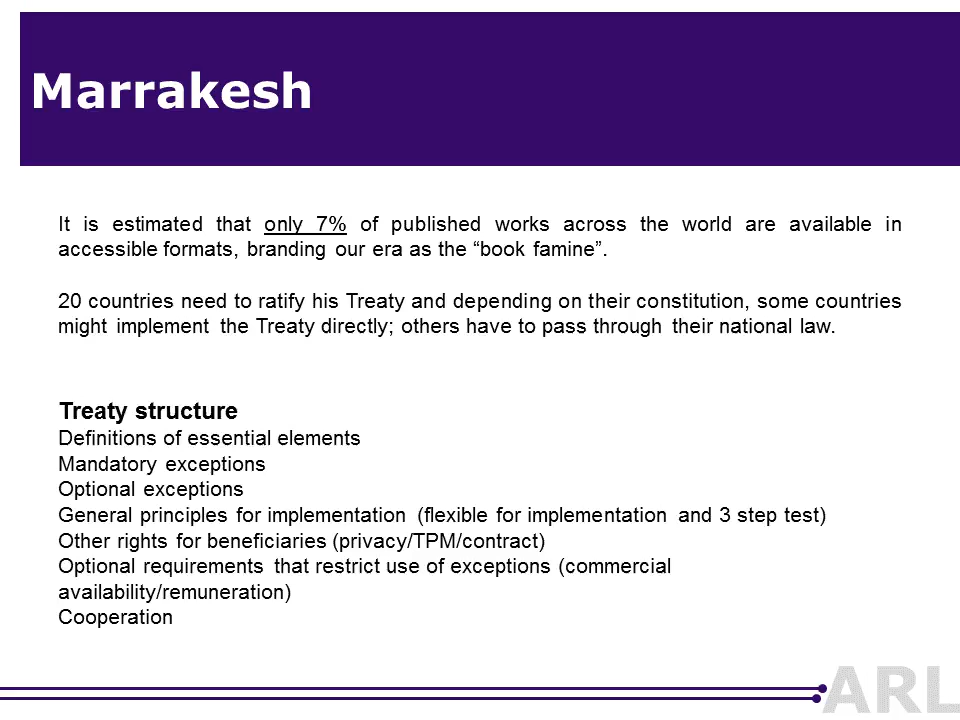 Marrakesh
It is estimated that only 7% of published works across the world are available in
accessible formats, branding our era as the “book famine”.
20 countries need to ratify his Treaty and depending on their constitution, some countries
might implement the Treaty directly; others have to pass through their national law.
Treaty structure
Definitions of essential elements
Mandatory exceptions
Optional exceptions
General principles for implementation (flexible for implementation and 3 step test)
Other rights for beneficiaries (privacy/TPM/contract)
Optional requirements that restrict use of exceptions (commercial
availability/remuneration)
Cooperation
ARL